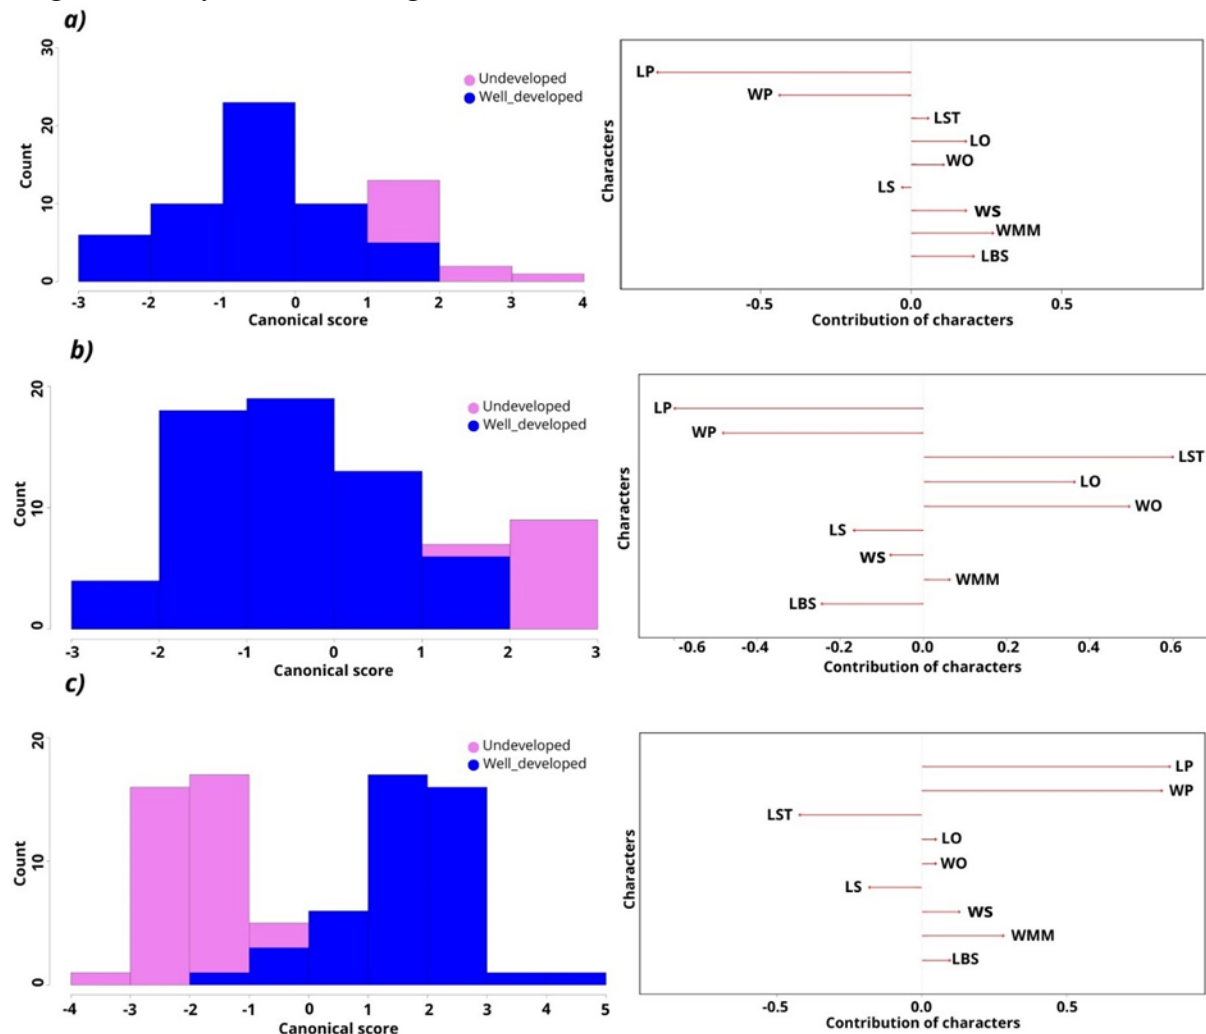 a)
30
20
10
0
Count
Undeveloped
Well_developed
-3 -2 -1 0 1 2 3 4
Canonical score
Characters
LP
WP
LST
LO
WO
LS
WS
WMM
LBS
-0.5 0.0 0.5
Contribution of characters
b)
20
10
0
Count
Undeveloped
Well_developed
-3 -2 -1 0 1 2 3
Canonical score
Characters
LP
WP
LST
LO
WO
LS
WS
WMM
LBS
-0.6 -0.4 -0.2 0.0 0.2 0.4 0.6
Contribution of characters
c)
20
10
0
Count
Undeveloped
Well_developed
-4 -3 -2 -1 0 1 2 3 4 5
Canonical score
Characters
LP
WP
LST
LO
WO
LS
WS
WMM
LBS
-0.5 0.0 0.5
Contribution of characters